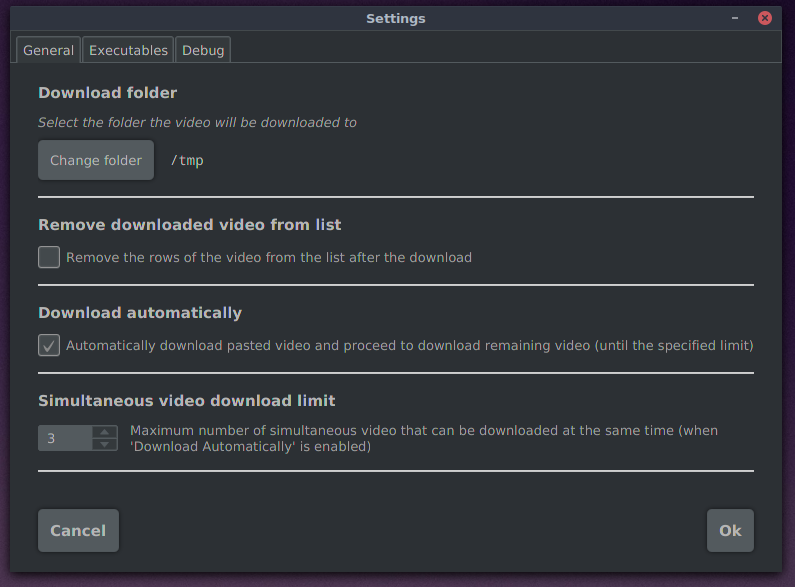 Settings
General Executables Debug
Download folder
Select the folder the video will be downloaded to
Change folder /tmp
Remove downloaded video from list
Remove the rows of the video from the list after the download
Download automatically
Automatically download pasted video and proceed to download remaining video (until the specified limit)
Simultaneous video download limit
3
Maximum number of simultaneous video that can be downloaded at the same time (when
'Download Automatically' is enabled)
Cancel Ok